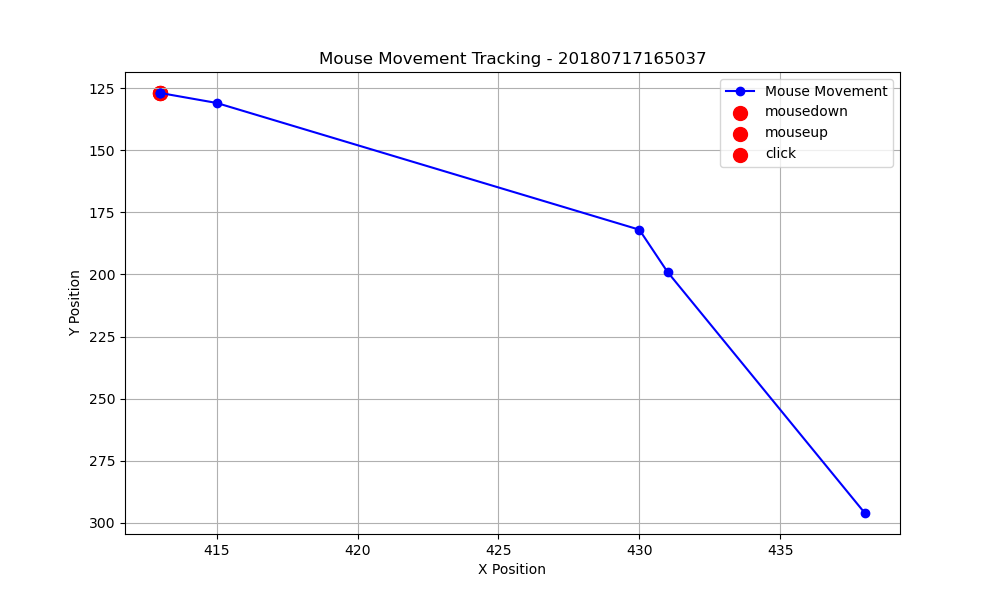 Mouse Movement Tracking - 20180717165037
Mouse Movement
mousedown
mouseup
click
125
150
175
200
225
250
275
300
Y Position
415
420
425
430
435
X Position